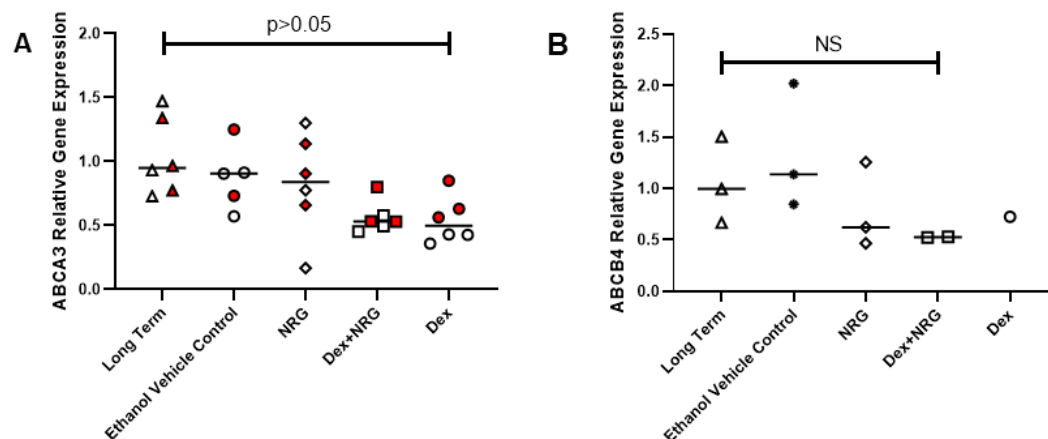 A
ABCA3 Relative Gene Expression
2.0
1.5
1.0
0.5
0.0
p>0.05
Long Term
Ethanol Vehicle Control
NRG
Dex+NRG
Dex
B
ABCB4 Relative Gene Expression
2.5
2.0
1.5
1.0
0.5
0.0
NS
Long Term
Ethanol Vehicle Control
NRG
Dex+NRG
Dex